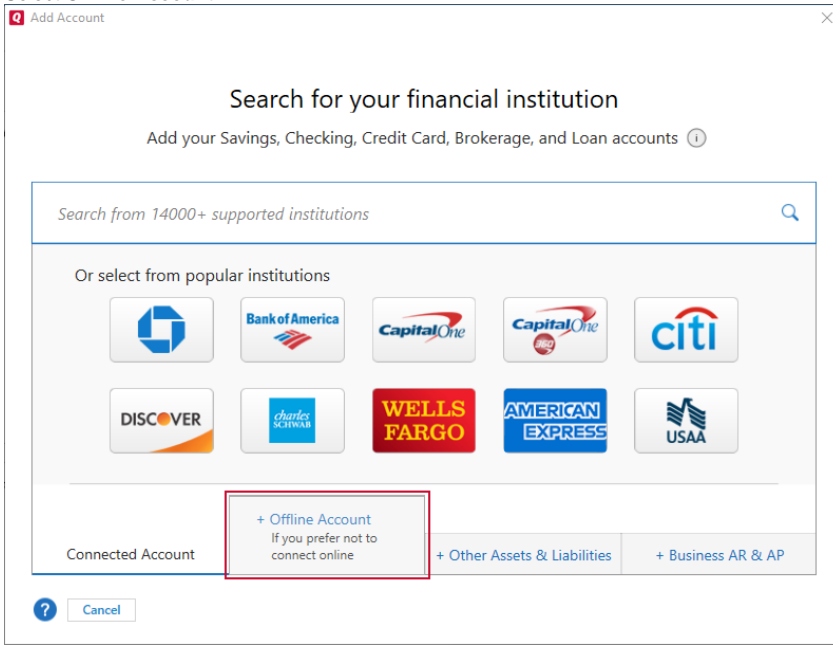 Add Account
Search for your financial institution
Add your Savings, Checking, Credit Card, Brokerage, and Loan accounts
Search from 14000+ supported institutions
Or select from popular institutions
Bank of America
Capital One
Capital One
360
citi
DISCOVER
charles
SCHWAB
WELLS
FARGO
AMERICAN
EXPRESS
USAA
Connected Account
+ Offline Account
If you prefer not to
connect online
+ Other Assets & Liabilities
+ Business AR & AP
?
Cancel